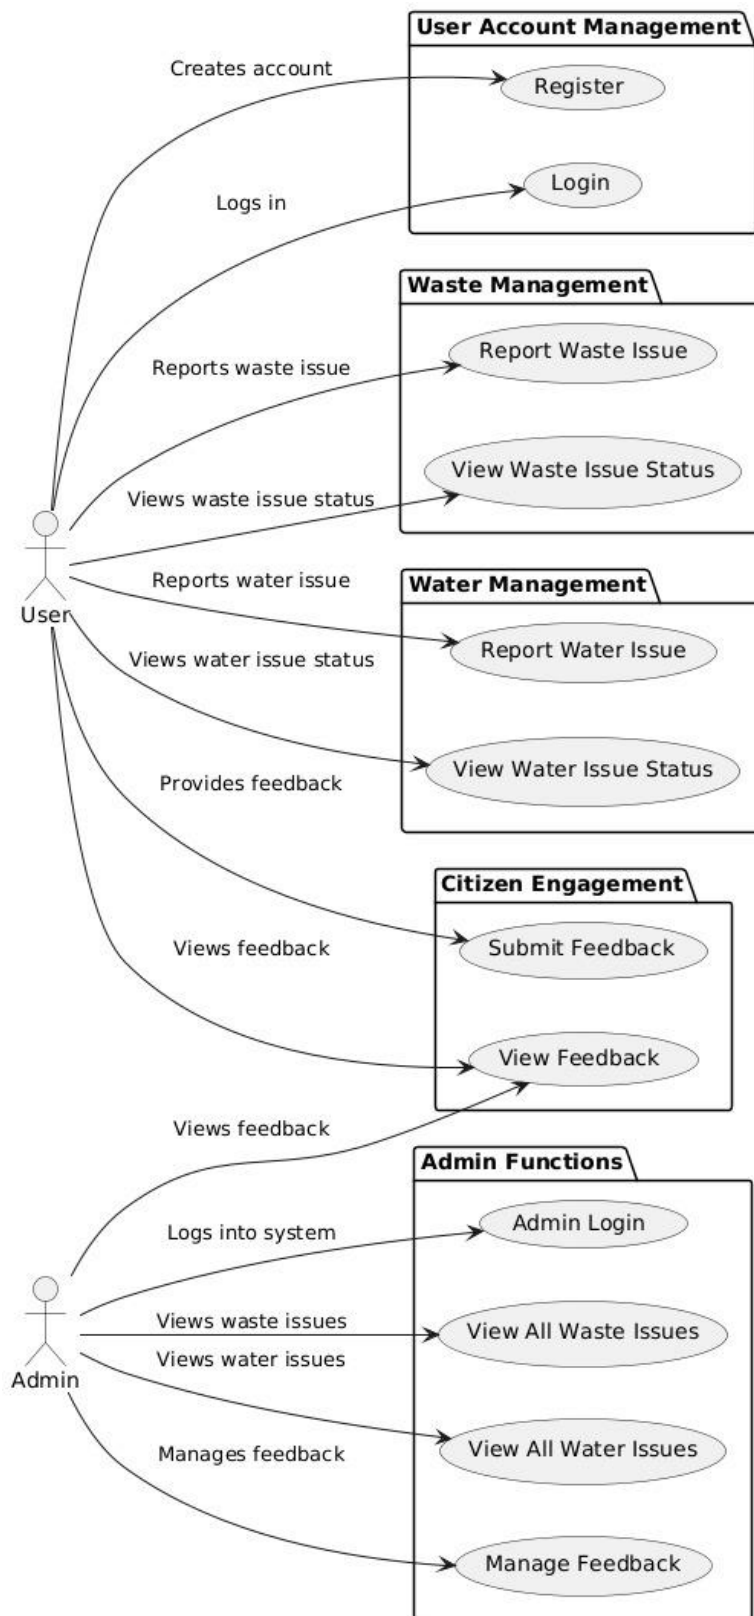 User Account Management
Creates account
Register
Logs in
Login
Waste Management
Reports waste issue
Report Waste Issue
Views waste issue status
View Waste Issue Status
User
Water Management
Reports water issue
Report Water Issue
Views water issue status
View Water Issue Status
Provides feedback
Citizen Engagement
Submit Feedback
Views feedback
View Feedback
Views feedback
Admin Functions
Logs into system
Admin Login
Views waste issues
View All Waste Issues
Views water issues
Admin
View All Water Issues
Manages feedback
Manage Feedback